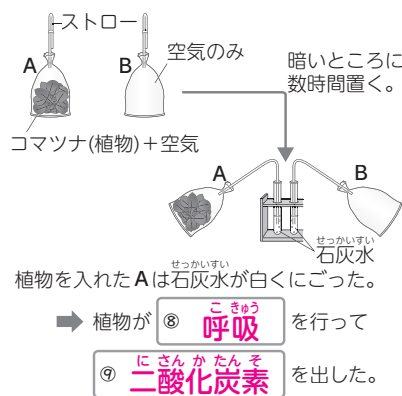 ストロー
A
B
空気のみ
コマツナ(植物)+空気
暗いところに
数時間置く。
A
B
せっかいすい
石灰水
せっかいすい
植物を入れたAは石灰水が白くにごった。
こきゅう
➡ 植物が ⑧ 呼吸 を行って
にさんかたんそ
⑨ 二酸化炭素 を出した。